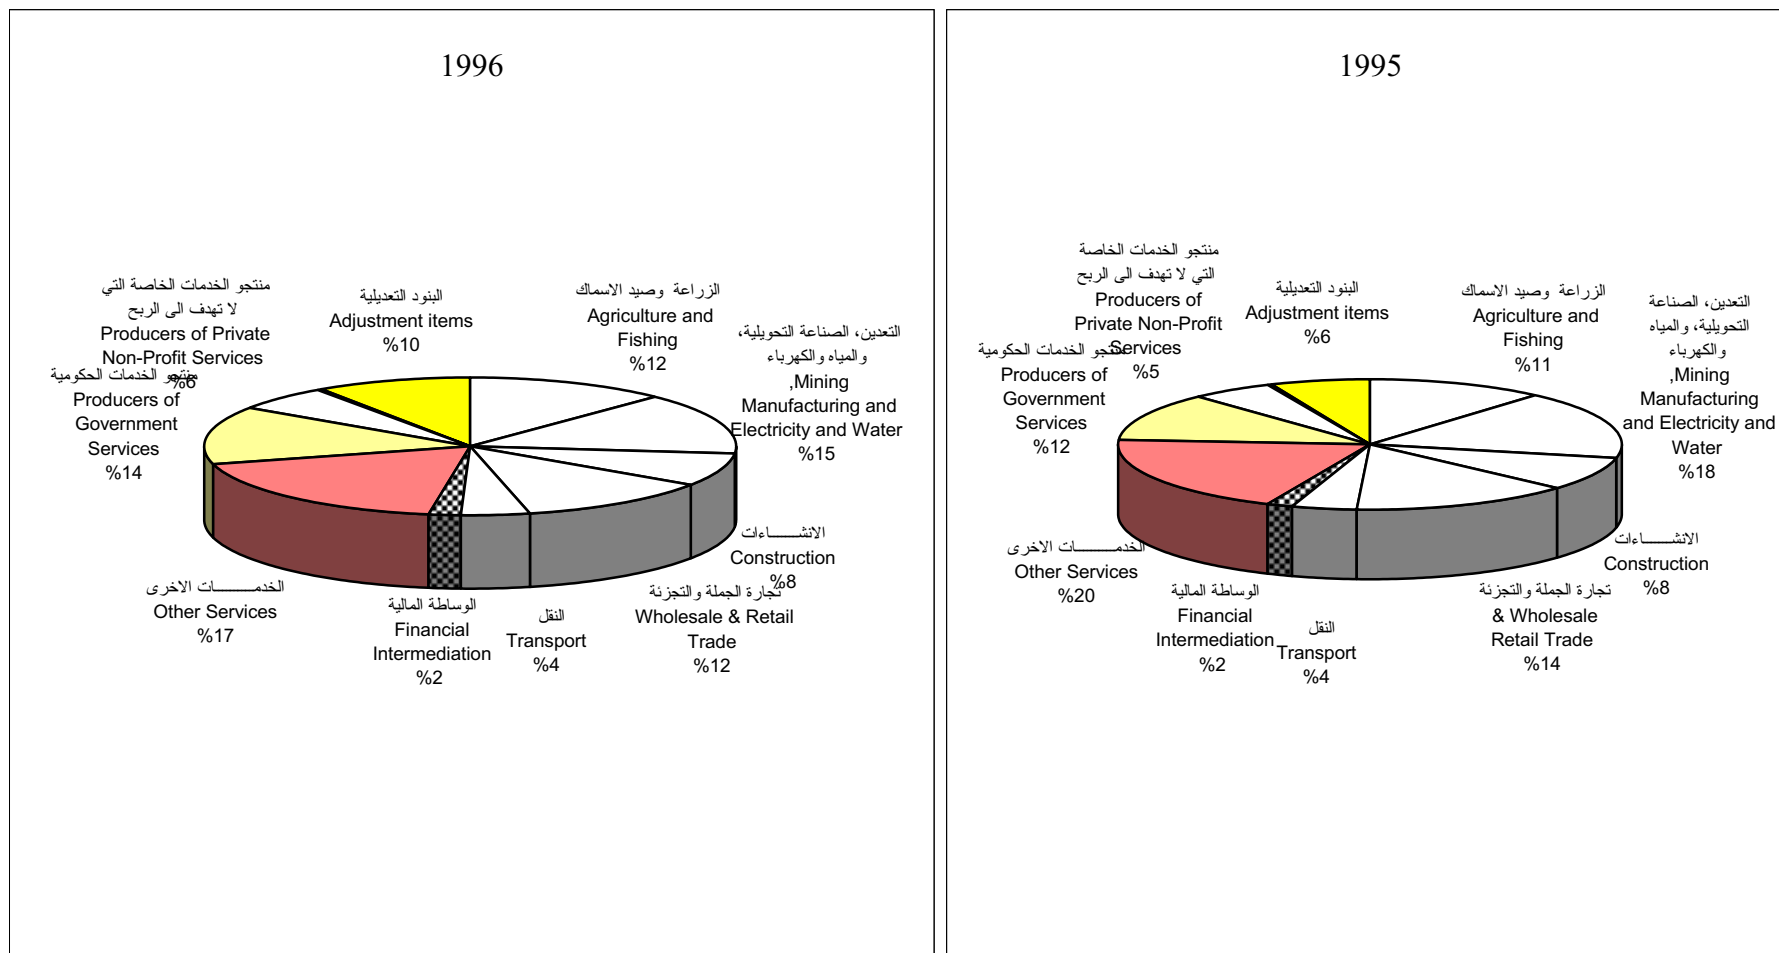 1996
منتجو الخدمات الخاصة التي
لا تهدف الى الربح
Producers of Private
Non-Profit Services
%6
البنود التعديلية
Adjustment items
%10
الزراعة وصيد الاسماك
Agriculture and
Fishing
%12
التعدين، الصناعة التحويلية،
والمياه والكهرباء
,Mining
Manufacturing and
Electricity and Water
%15
منتجو الخدمات الحكومية
Producers of
Government
Services
%14
الانشـــــاءات
Construction
%8
تجارة الجملة والتجزئة
Wholesale & Retail
Trade
%12
النقل
Transport
%4
الوساطة المالية
Financial
Intermediation
%2
الخدمـــــــات الاخرى
Other Services
%17
1995
منتجو الخدمات الخاصة
التي لا تهدف الى الربح
Producers of
Private Non-Profit
Services
%5
البنود التعديلية
Adjustment items
%6
الزراعة وصيد الاسماك
Agriculture and
Fishing
%11
التعدين، الصناعة
التحويلية، والمياه
والكهرباء
,Mining
Manufacturing
and Electricity and
Water
%18
منتجو الخدمات الحكومية
Producers of
Government
Services
%12
الانشـــــاءات
Construction
%8
تجارة الجملة والتجزئة
& Wholesale
Retail Trade
%14
النقل
Transport
%4
الوساطة المالية
Financial
Intermediation
%2
الخدمـــــــات الاخرى
Other Services
%20